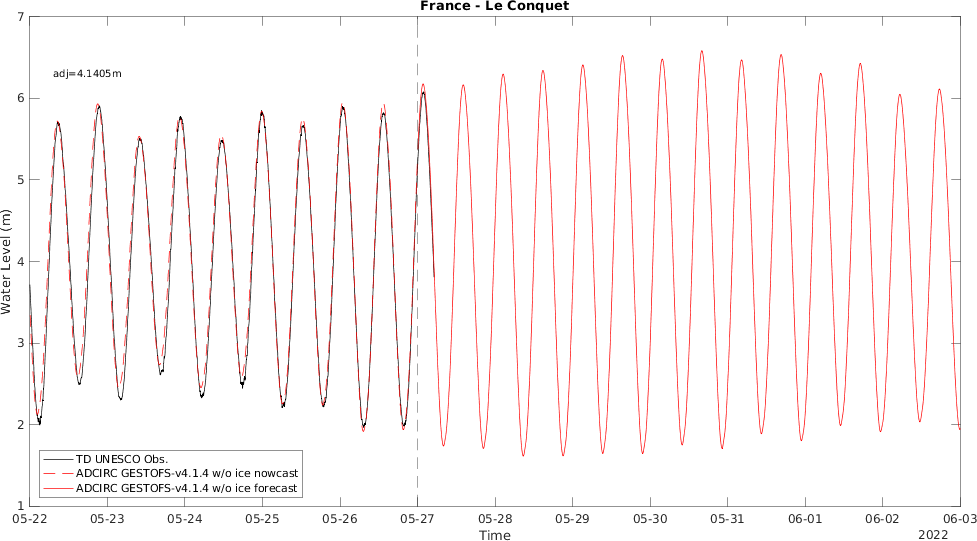 France - Le Conquet
7
6
5
4
3
2
1
Water Level (m)
adj=4.1405m
TD UNESCO Obs.
ADCIRC GESTOFS-v4.1.4 w/o ice nowcast
ADCIRC GESTOFS-v4.1.4 w/o ice forecast
05-22 05-23 05-24 05-25 05-26 05-27 05-28 05-29 05-30 05-31 06-01 06-02 06-03
Time
2022